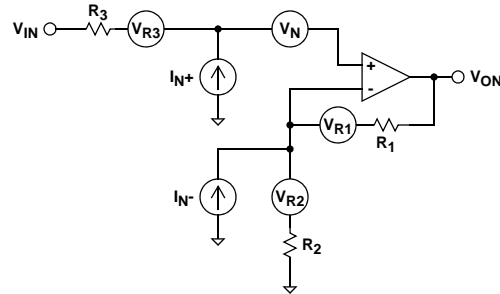 R3
VIN
VR3
VN
IN+
+
-
VON
VR1
R1
IN-
VR2
R2